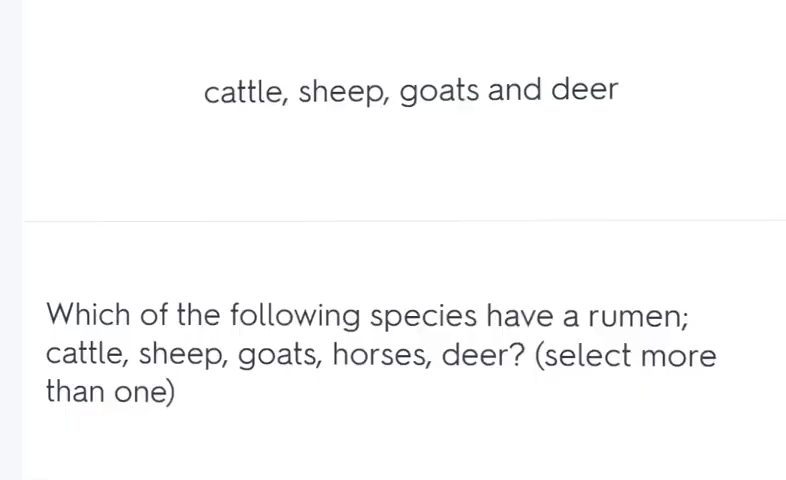 cattle, sheep, goats and deer
Which of the following species have a rumen;
cattle, sheep, goats, horses, deer? (select more
than one)